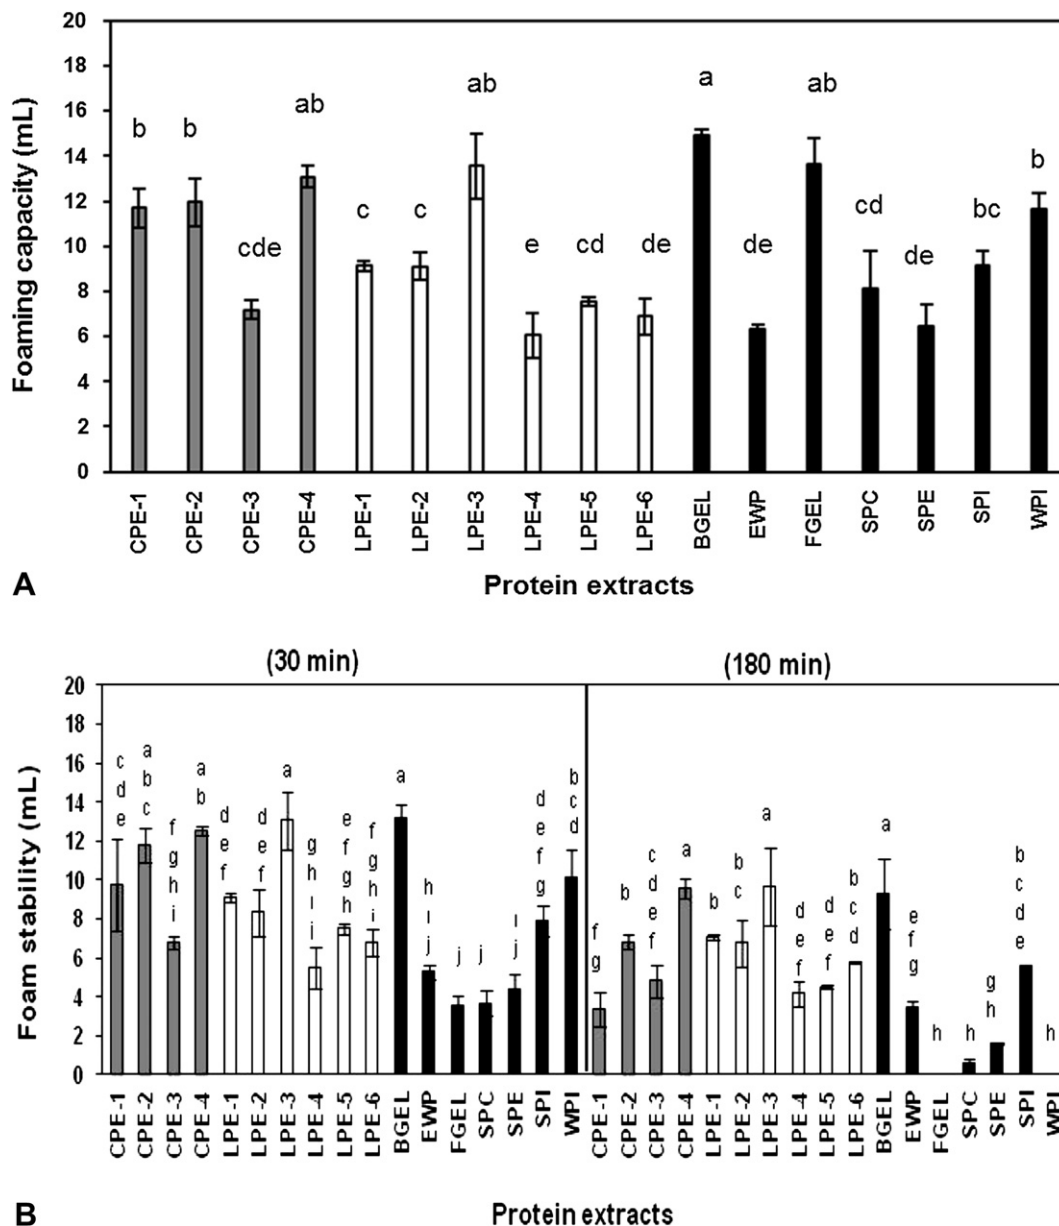 20
18
16
14
12
10
8
6
4
2
0
Foaming capacity (mL)
b
b
cde
ab
c
c
ab
e
cd
de
a
de
ab
cd
de
bc
b
CPE-1
CPE-2
CPE-3
CPE-4
LPE-1
LPE-2
LPE-3
LPE-4
LPE-5
LPE-6
BGEL
EWP
FGEL
SPC
SPE
SPI
WPI
A
Protein extracts
(30 min)
(180 min)
20
18
16
14
12
10
8
6
4
2
0
Foam stability (mL)
c
d
e
a
b
c
f
g
h
i
a
b
d
e
f
d
e
f
a
g
h
ı
j
e
f
g
h
f
g
h
i
a
h
ı
j
j
j
ı
j
d
e
f
g
b
c
d
f
g
b
c
d
e
f
a
b
b
c
a
d
e
f
d
e
f
b
c
d
a
e
f
g
h
h
g
h
b
c
d
e
h
CPE-1
CPE-2
CPE-3
CPE-4
LPE-1
LPE-2
LPE-3
LPE-4
LPE-5
LPE-6
BGEL
EWP
FGEL
SPC
SPE
SPI
WPI
CPE-1
CPE-2
CPE-3
CPE-4
LPE-1
LPE-2
LPE-3
LPE-4
LPE-5
LPE-6
BGEL
EWP
FGEL
SPC
SPE
SPI
WPI
B
Protein extracts